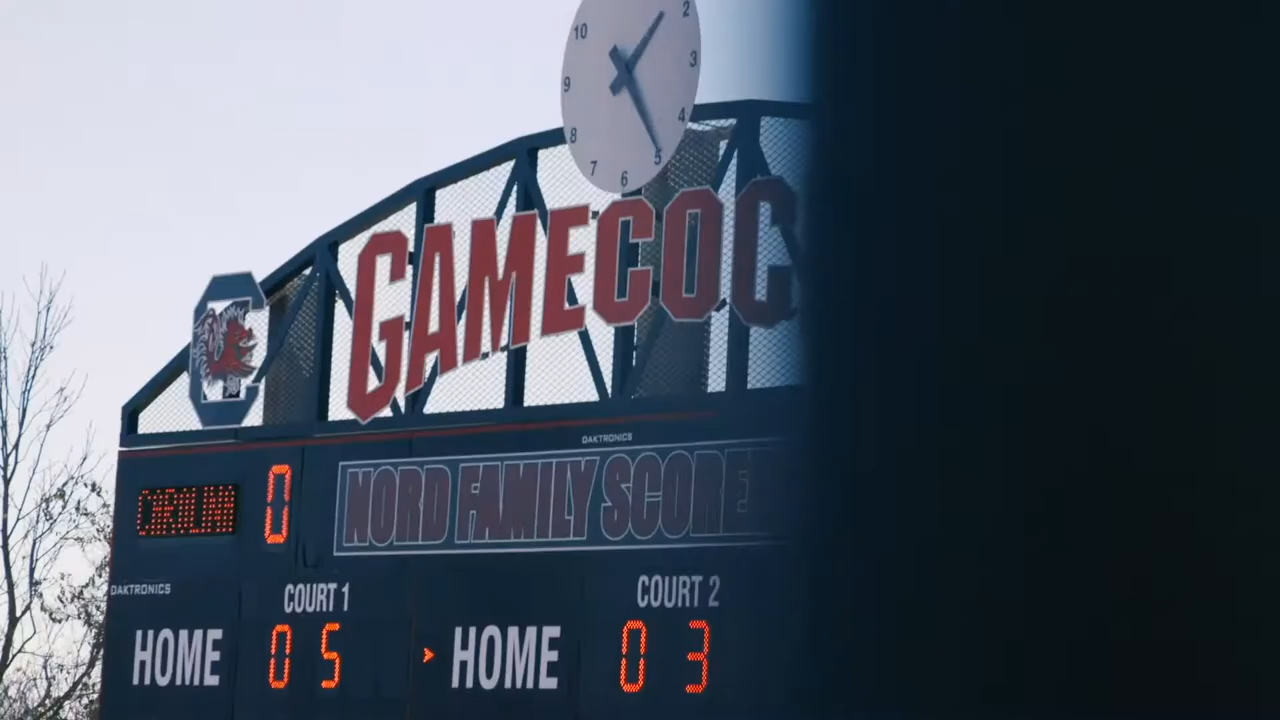 10 2
9 3
8 4
7 6 5
GAMECOC
DAKTRONICS
CAROLINA 0 NORD FAMILY SCORE
DAKTRONICS
COURT 1 COURT 2
HOME 0 5 > HOME 0 3